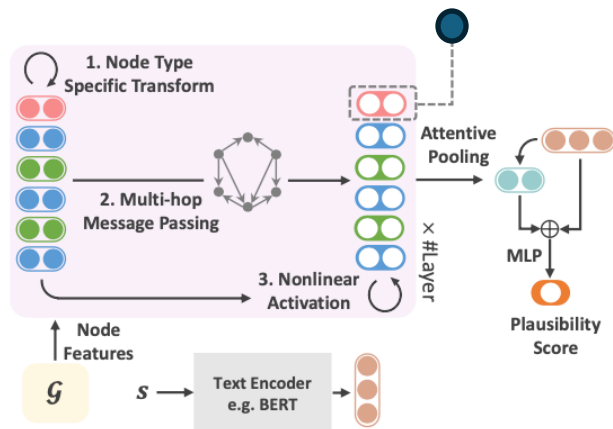 1. Node Type
Specific Transform
2. Multi-hop
Message Passing
3. Nonlinear
Activation
× #Layer
Attentive
Pooling
MLP
Plausibility
Score
Node
Features
𝒢
s
Text Encoder
e.g. BERT